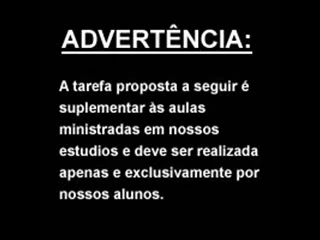 ADVERTÊNCIA:
A tarefa proposta a seguir é
suplementar às aulas
ministradas em nossos
estudios e deve ser realizada
apenas e exclusivamente por
nossos alunos.